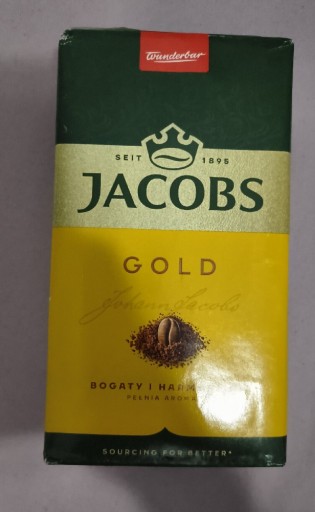 Wunderbar
SEIT 1895
JACOBS
GOLD
Johann Jacobs
BOGATY I
PEŁNIA
SOURCING FOR BETTER*